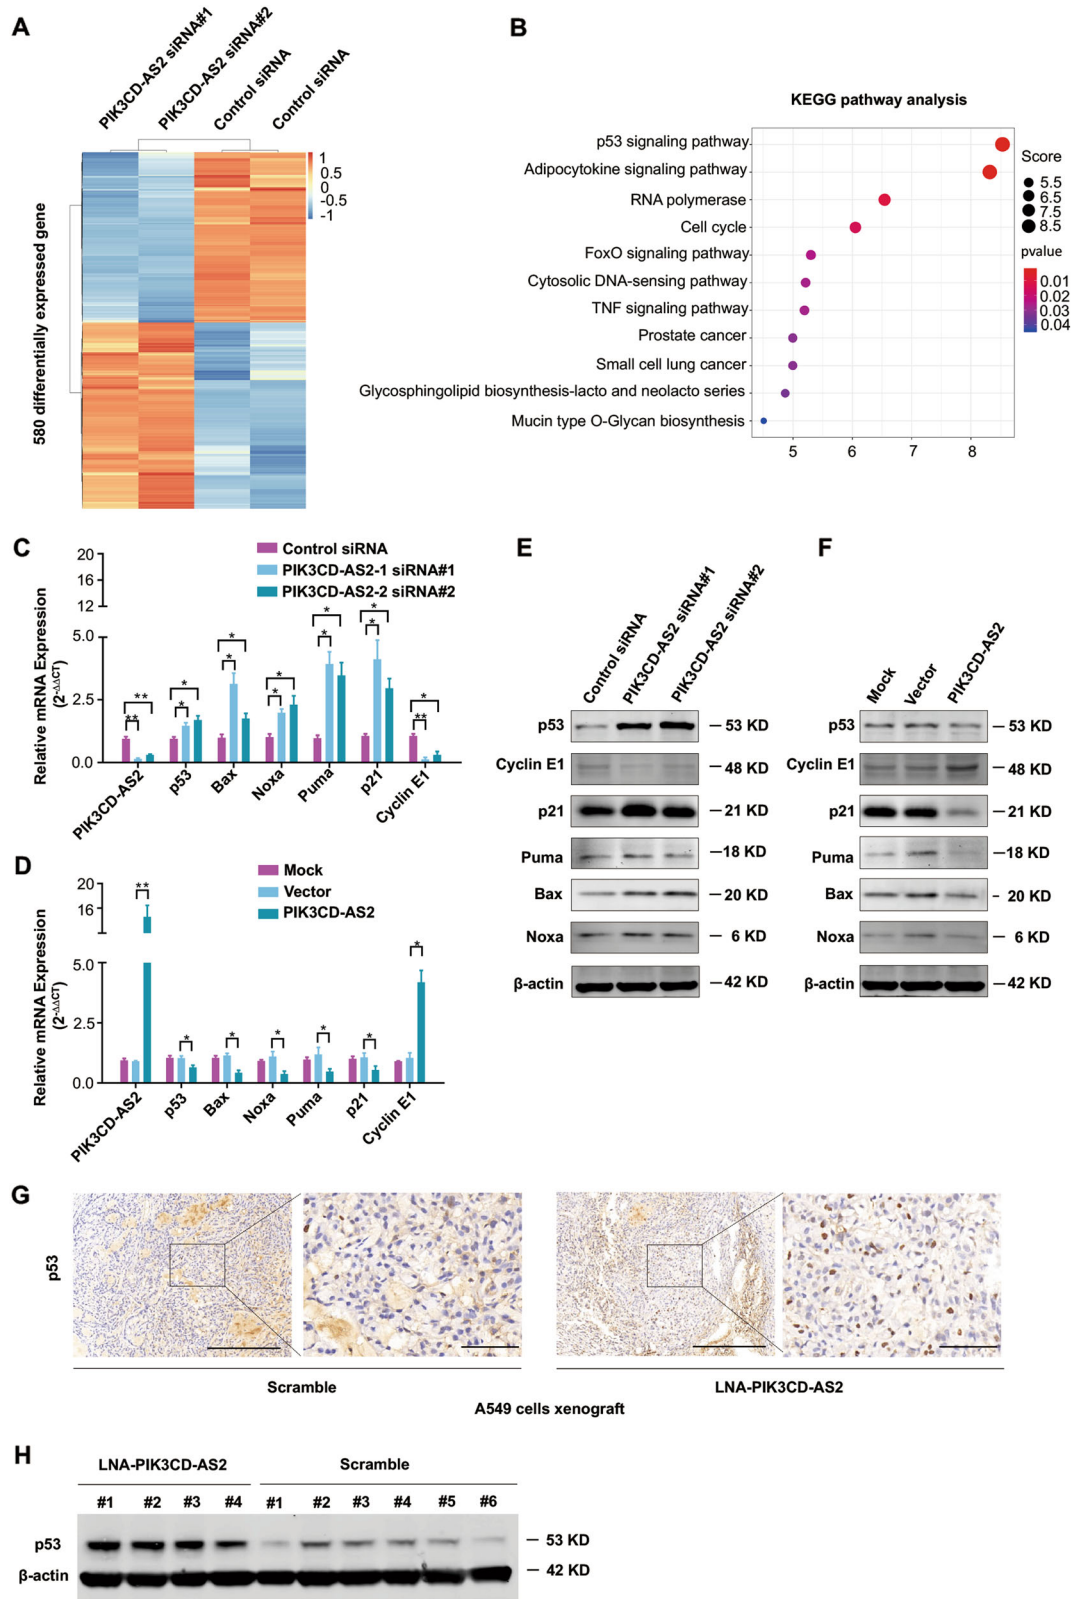 A
PIK3CD-AS2 siRNA#1
PIK3CD-AS2 siRNA#2
Control siRNA
Control siRNA
580 differentially expressed gene
1
0.5
-0.5
-1
B
KEGG pathway analysis
p53 signaling pathway
Adipocytokine signaling pathway
RNA polymerase
Cell cycle
FoxO signaling pathway
Cytosolic DNA-sensing pathway
TNF signaling pathway
Prostate cancer
Small cell lung cancer
Glycosphingolipid biosynthesis-lacto and neolacto series
Mucin type O-Glycan biosynthesis
5 6 7 8
Score
5.5
6.5
7.5
8.5
pvalue
0.01
0.02
0.03
0.04
C
Control siRNA
PIK3CD-AS2-1 siRNA#1
PIK3CD-AS2-2 siRNA#2
Relative mRNA Expression
(2-ΔΔCT)
20
16
12
5.0
2.5
0.0
** ** * * * * * * * * * * ** *
PIK3CD-AS2 p53 Bax Noxa Puma p21 Cyclin E1
D
Mock
Vector
PIK3CD-AS2
Relative mRNA Expression
(2-ΔΔCT)
20
16
5.0
2.5
0.0
** * * * * * *
PIK3CD-AS2 p53 Bax Noxa Puma p21 Cyclin E1
E
Control siRNA
PIK3CD-AS2 siRNA#1
PIK3CD-AS2 siRNA#2
p53 – 53 KD
Cyclin E1 – 48 KD
p21 – 21 KD
Puma –18 KD
Bax – 20 KD
Noxa – 6 KD
β-actin – 42 KD
F
Mock
Vector
PIK3CD-AS2
p53 – 53 KD
Cyclin E1 – 48 KD
p21 – 21 KD
Puma –18 KD
Bax - 20 KD
Noxa – 6 KD
β-actin –42 KD
G
p53
Scramble
LNA-PIK3CD-AS2
A549 cells xenograft
H
LNA-PIK3CD-AS2 Scramble
#1 #2 #3 #4 #1 #2 #3 #4 #5 #6
p53 – 53 KD
β-actin – 42 KD